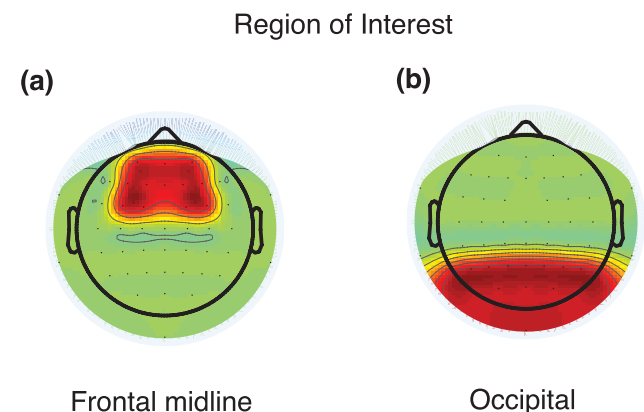 Region of Interest
(a)
(b)
Frontal midline
Occipital